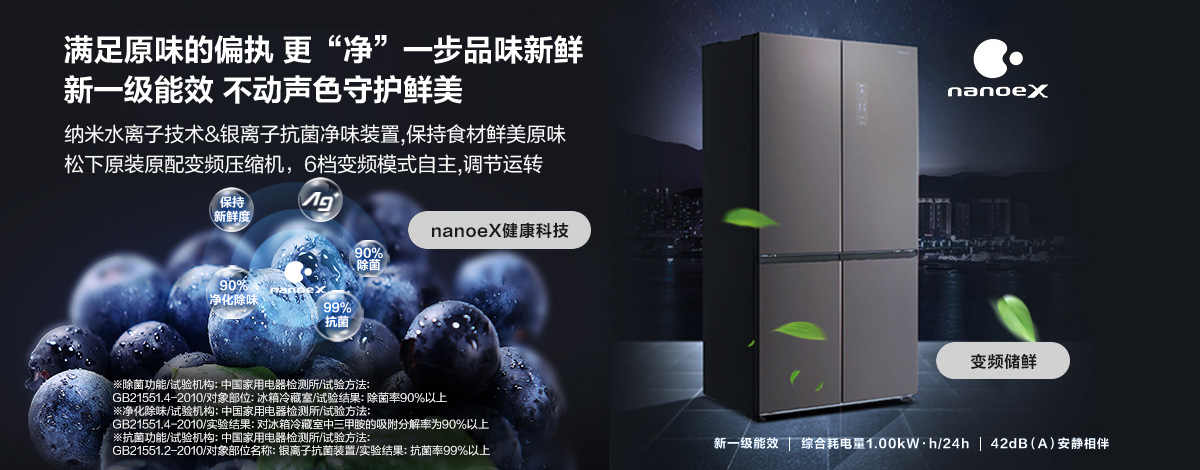 满足原味的偏执 更“净”一步品味新鲜
新一级能效 不动声色守护鲜美
纳米水离子技术&银离子抗菌净味装置,保持食材鲜美原味
松下原装原配变频压缩机，6档变频模式自主,调节运转
保持
新鲜度
Ag
nanoeX健康科技
90%
除菌
nanoeX
90%
净化除味
99%
抗菌
※除菌功能/试验机构: 中国家用电器检测所/试验方法:
GB21551.4-2010/对象部位: 冰箱冷藏室/试验结果: 除菌率90%以上
※净化除味/试验机构: 中国家用电器检测所/试验方法:
GB21551.4-2010/实验结果: 对冰箱冷藏室中三甲胺的吸附分解率为90%以上
※抗菌功能/试验机构: 中国家用电器检测所/试验方法:
GB21551.2-2010/对象部位名称: 银离子抗菌装置/实验结果: 抗菌率99%以上
nanoeX
变频储鲜
新一级能效 | 综合耗电量1.00kW·h/24h | 42dB(A)安静相伴